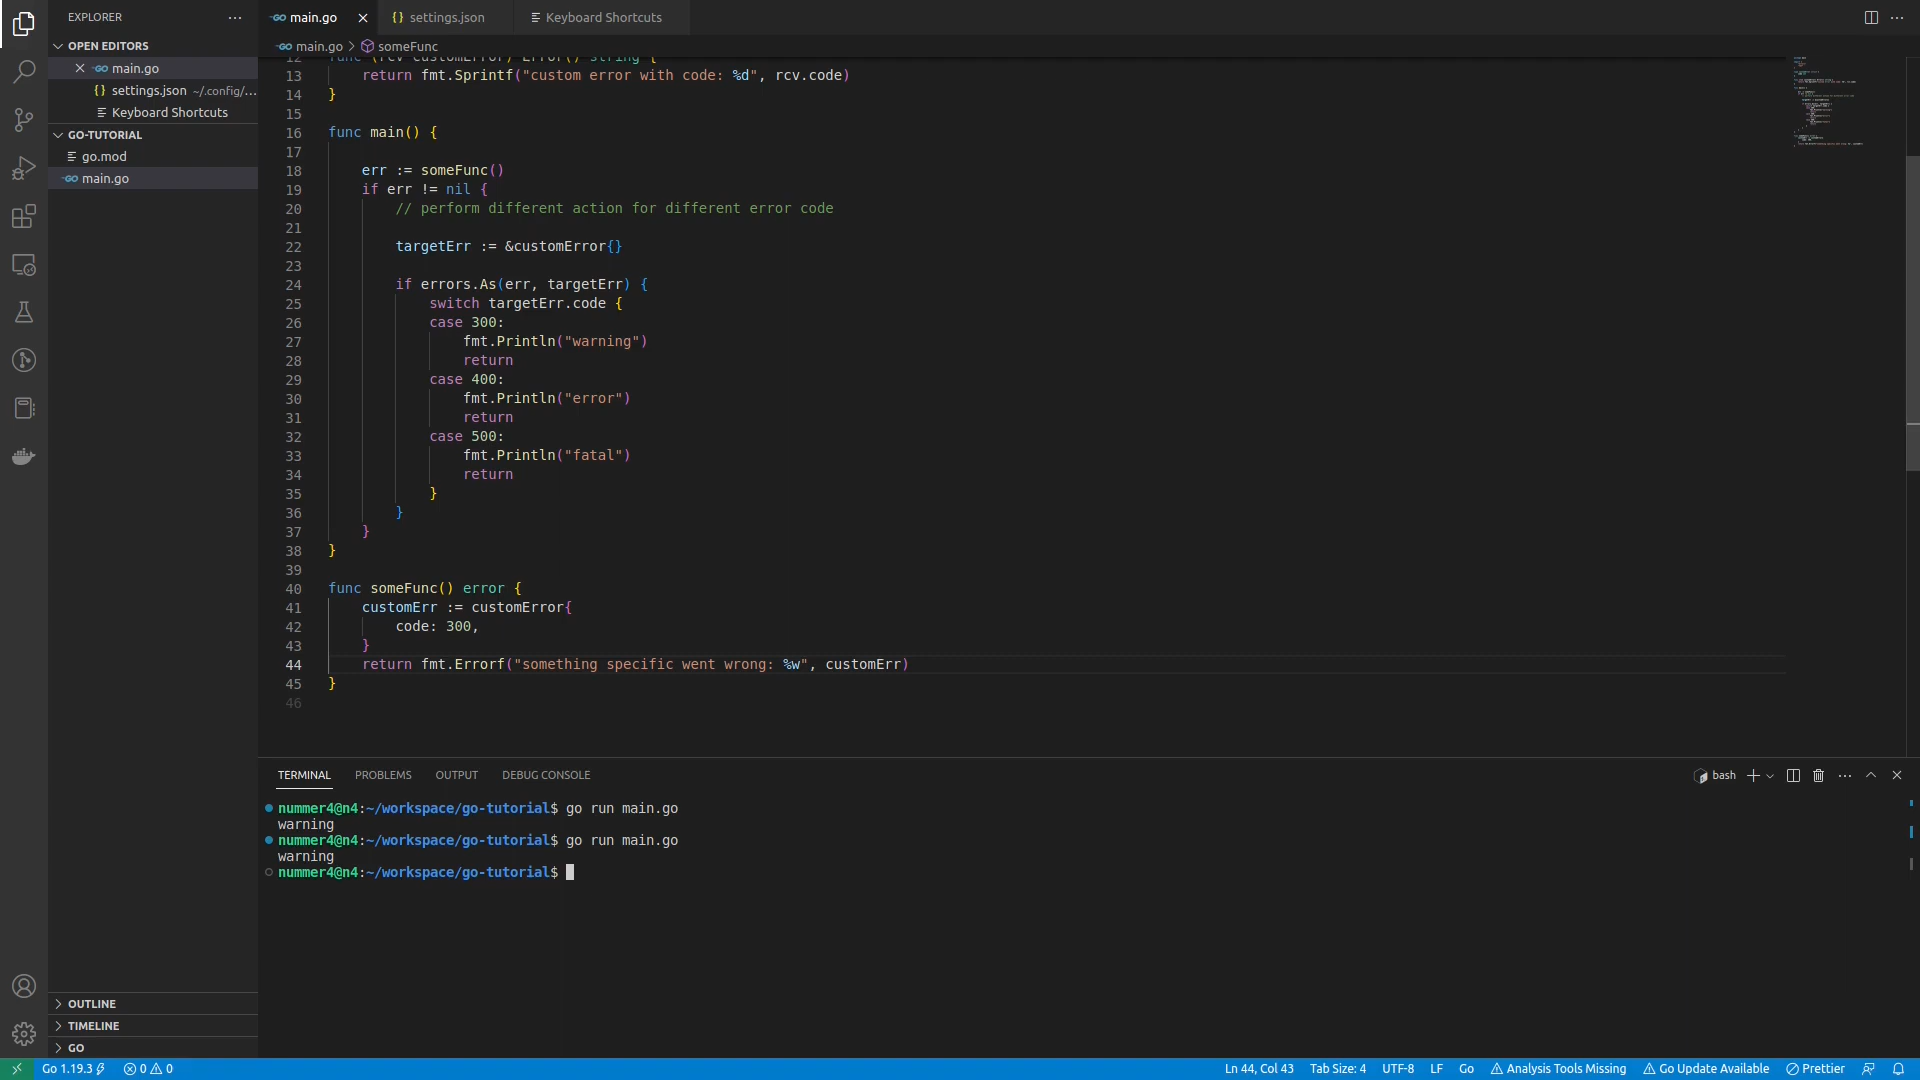 EXPLORER
OPEN EDITORS
main.go
settings.json ~/.config/...
Keyboard Shortcuts
GO-TUTORIAL
go.mod
main.go
OUTLINE
TIMELINE
GO
main.go
settings.json
Keyboard Shortcuts
main.go > someFunc
12 func (rcv customError) Error() string {
13 return fmt.Sprintf("custom error with code: %d", rcv.code)
14 }
15
16 func main() {
17
18 err := someFunc()
19 if err != nil {
20 // perform different action for different error code
21
22 targetErr := &customError{}
23
24 if errors.As(err, targetErr) {
25 switch targetErr.code {
26 case 300:
27 fmt.Println("warning")
28 return
29 case 400:
30 fmt.Println("error")
31 return
32 case 500:
33 fmt.Println("fatal")
34 return
35 }
36 }
37 }
38 }
39
40 func someFunc() error {
41 customErr := customError{
42 code: 300,
43 }
44 return fmt.Errorf("something specific went wrong: %w", customErr)
45 }
46
TERMINAL PROBLEMS OUTPUT DEBUG CONSOLE
bash
nummer4@n4:~/workspace/go-tutorial$ go run main.go
warning
nummer4@n4:~/workspace/go-tutorial$ go run main.go
warning
nummer4@n4:~/workspace/go-tutorial$
Go 1.19.3 0 0 Ln 44, Col 43 Tab Size: 4 UTF-8 LF Go Analysis Tools Missing Go Update Available Prettier